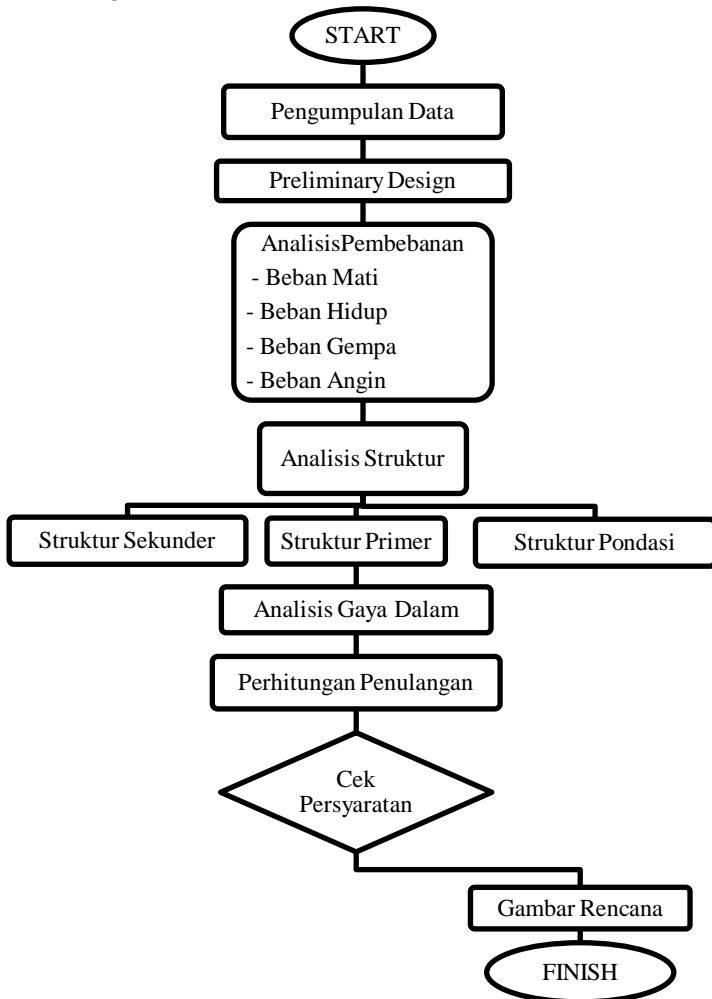 START
Pengumpulan Data
Preliminary Design
AnalisisPembebanan
- Beban Mati
- Beban Hidup
- Beban Gempa
- Beban Angin
Analisis Struktur
Struktur Sekunder
Struktur Primer
Struktur Pondasi
Analisis Gaya Dalam
Perhitungan Penulangan
Cek
Persyaratan
Gambar Rencana
FINISH